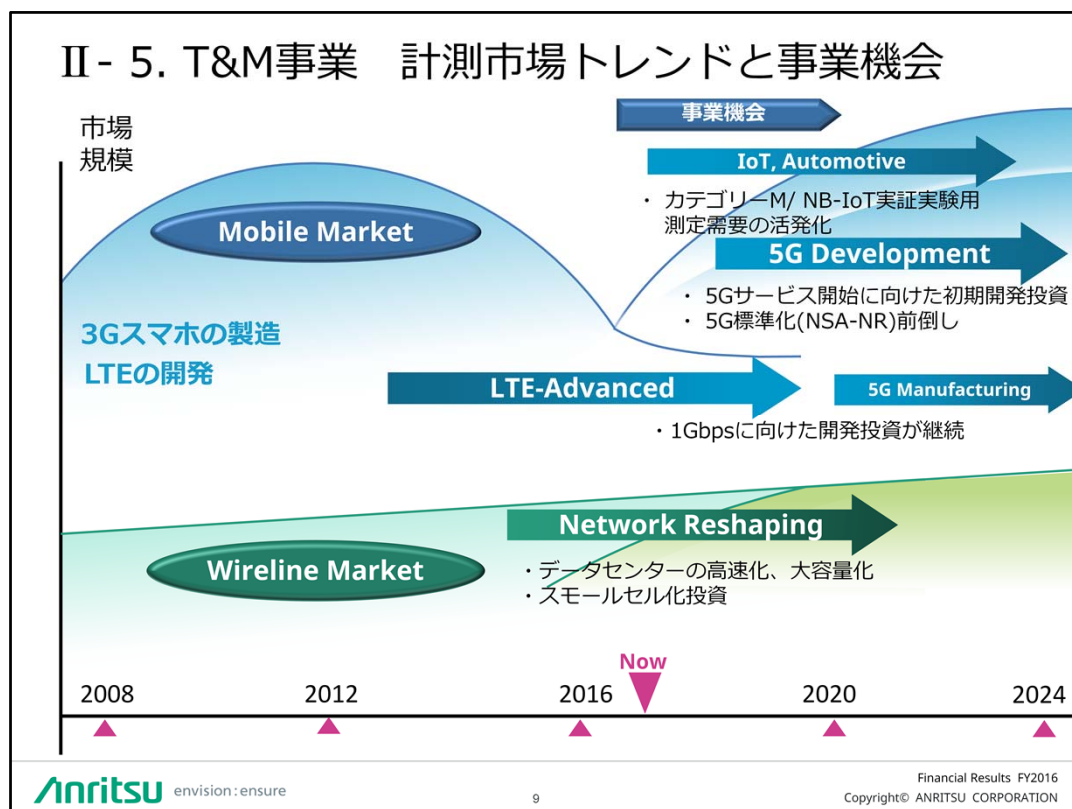 Ⅱ- 5. T&M事業 計測市場トレンドと事業機会
市場
規模
事業機会
IoT, Automotive
・ カテゴリーM/ NB-IoT実証実験用
測定需要の活発化
Mobile Market
5G Development
・ 5Gサービス開始に向けた初期開発投資
・ 5G標準化(NSA-NR)前倒し
3Gスマホの製造
LTEの開発
LTE-Advanced
5G Manufacturing
・1Gbpsに向けた開発投資が継続
Network Reshaping
Wireline Market
・データセンターの高速化、大容量化
・スモールセル化投資
Now
2008 2012 2016 2020 2024
Anritsu envision:ensure
9
Financial Results FY2016
Copyright© ANRITSU CORPORATION